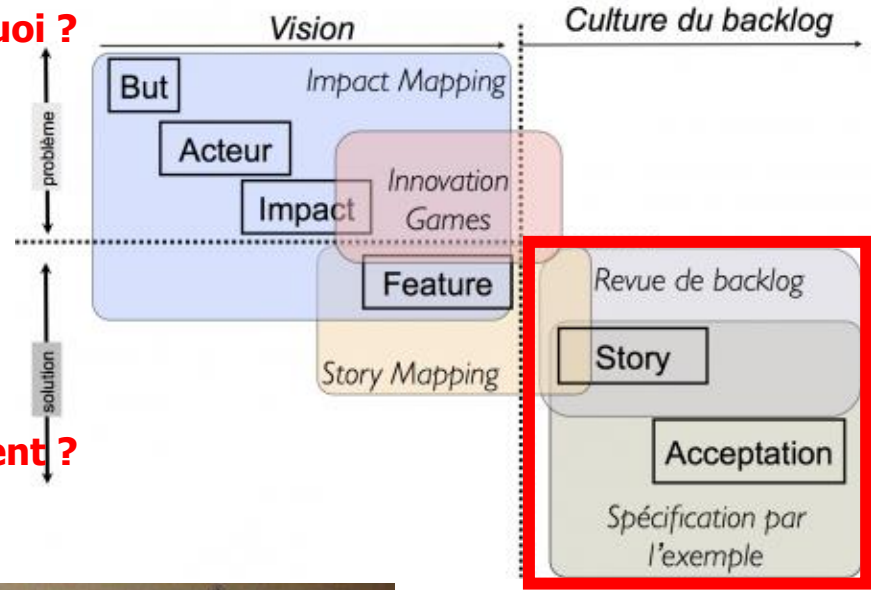 uoi ?
Vision
Culture du backlog
problème
But
Impact Mapping
Acteur
Innovation
Games
Impact
Feature
Revue de backlog
solution
Story Mapping
Story
ent ?
Acceptation
Spécification par
l'exemple